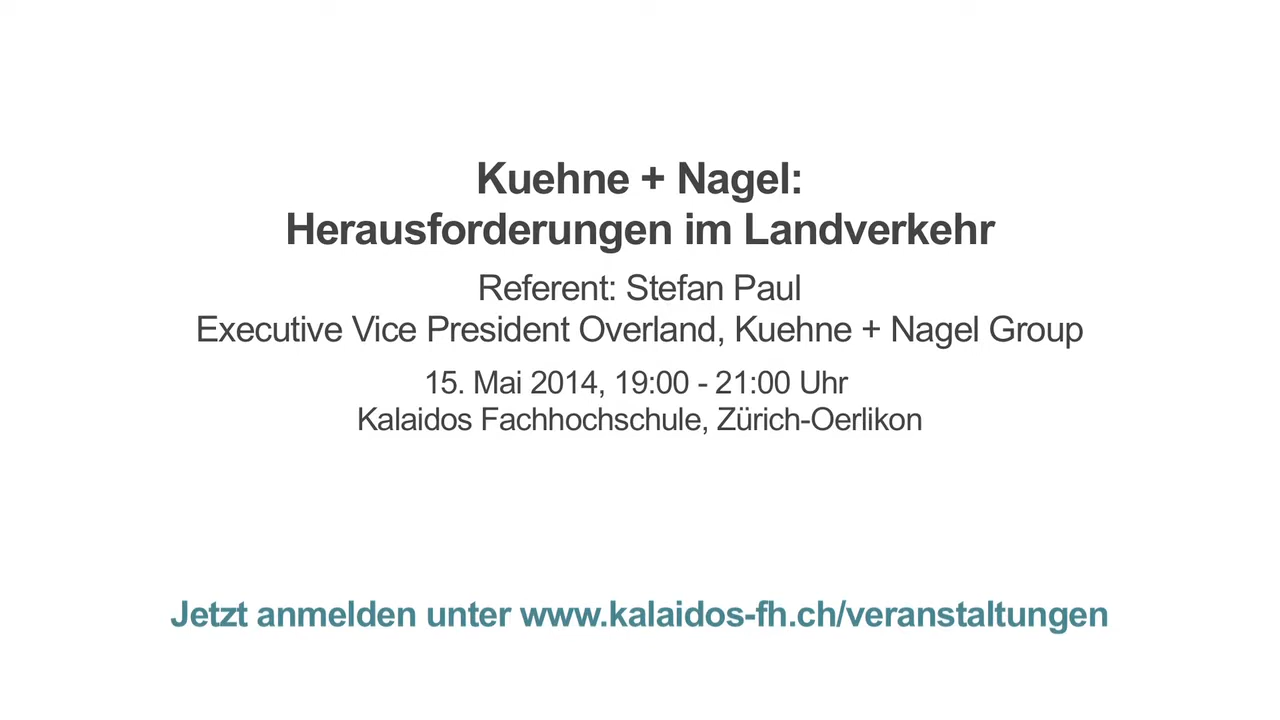 Kuehne + Nagel:
Herausforderungen im Landverkehr
Referent: Stefan Paul
Executive Vice President Overland, Kuehne + Nagel Group
15. Mai 2014, 19:00 - 21:00 Uhr
Kalaidos Fachhochschule, Zürich-Oerlikon
Jetzt anmelden unter www.kalaidos-fh.ch/veranstaltungen